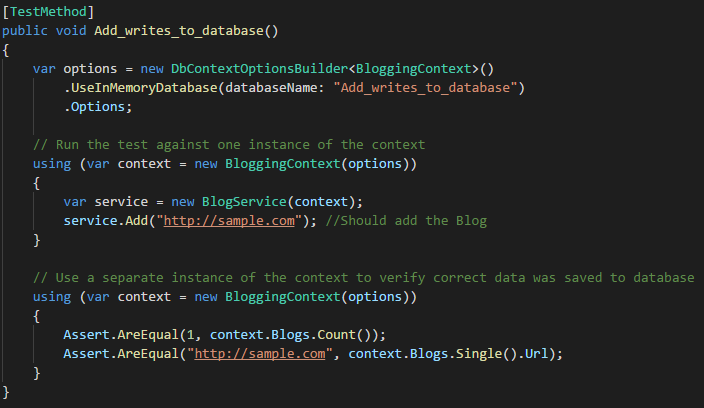 [TestMethod]
public void Add_writes_to_database()
{
var options = new DbContextOptionsBuilder<BloggingContext>()
.UseInMemoryDatabase(databaseName: "Add_writes_to_database")
.Options;
// Run the test against one instance of the context
using (var context = new BloggingContext(options))
{
var service = new BlogService(context);
service.Add("http://sample.com"); //Should add the Blog
}
// Use a separate instance of the context to verify correct data was saved to database
using (var context = new BloggingContext(options))
{
Assert.AreEqual(1, context.Blogs.Count());
Assert.AreEqual("http://sample.com", context.Blogs.Single().Url);
}
}